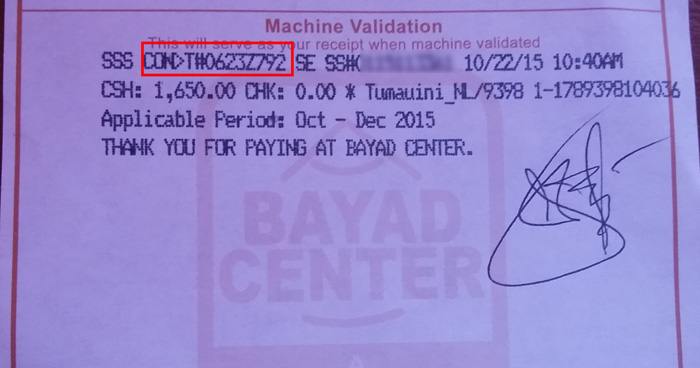 Machine Validation
This will serve as your receipt when machine validated
SSS CON>T#0623Z792 SE SS# 10/22/15 10:40AM
CSH: 1,650.00 CHK: 0.00 * Tumauini_NL/9398 1-1789398104036
Applicable Period: Oct - Dec 2015
THANK YOU FOR PAYING AT BAYAD CENTER.
BAYAD
CENTER